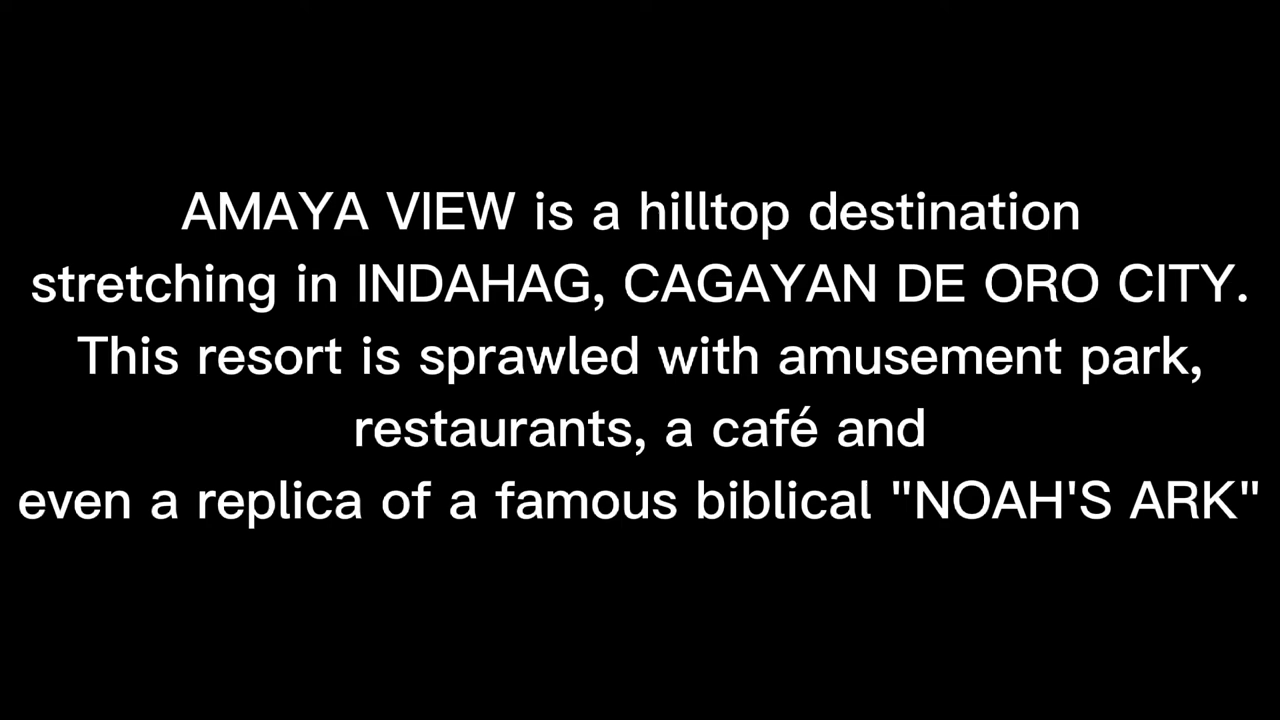 AMAYA VIEW is a hilltop destination
stretching in INDAHAG, CAGAYAN DE ORO CITY.
This resort is sprawled with amusement park,
restaurants, a café and
even a replica of a famous biblical "NOAH'S ARK"